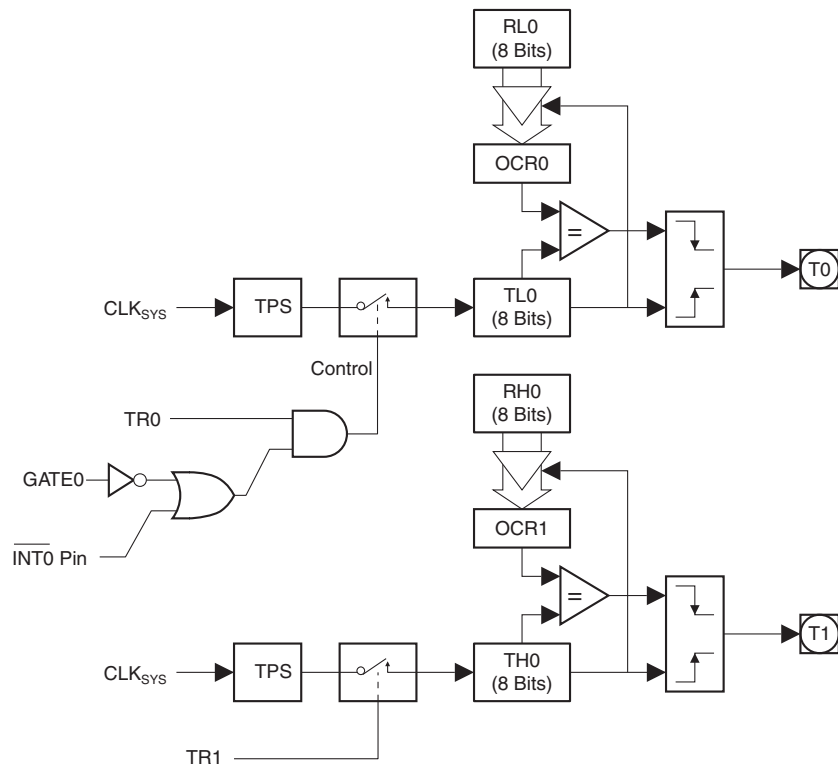 RL0
(8 Bits)
OCR0
=
T0
CLKSYS
TPS
TL0
(8 Bits)
Control
TR0
RH0
(8 Bits)
GATE0
INT0 Pin
OCR1
=
T1
CLKSYS
TPS
TH0
(8 Bits)
TR1